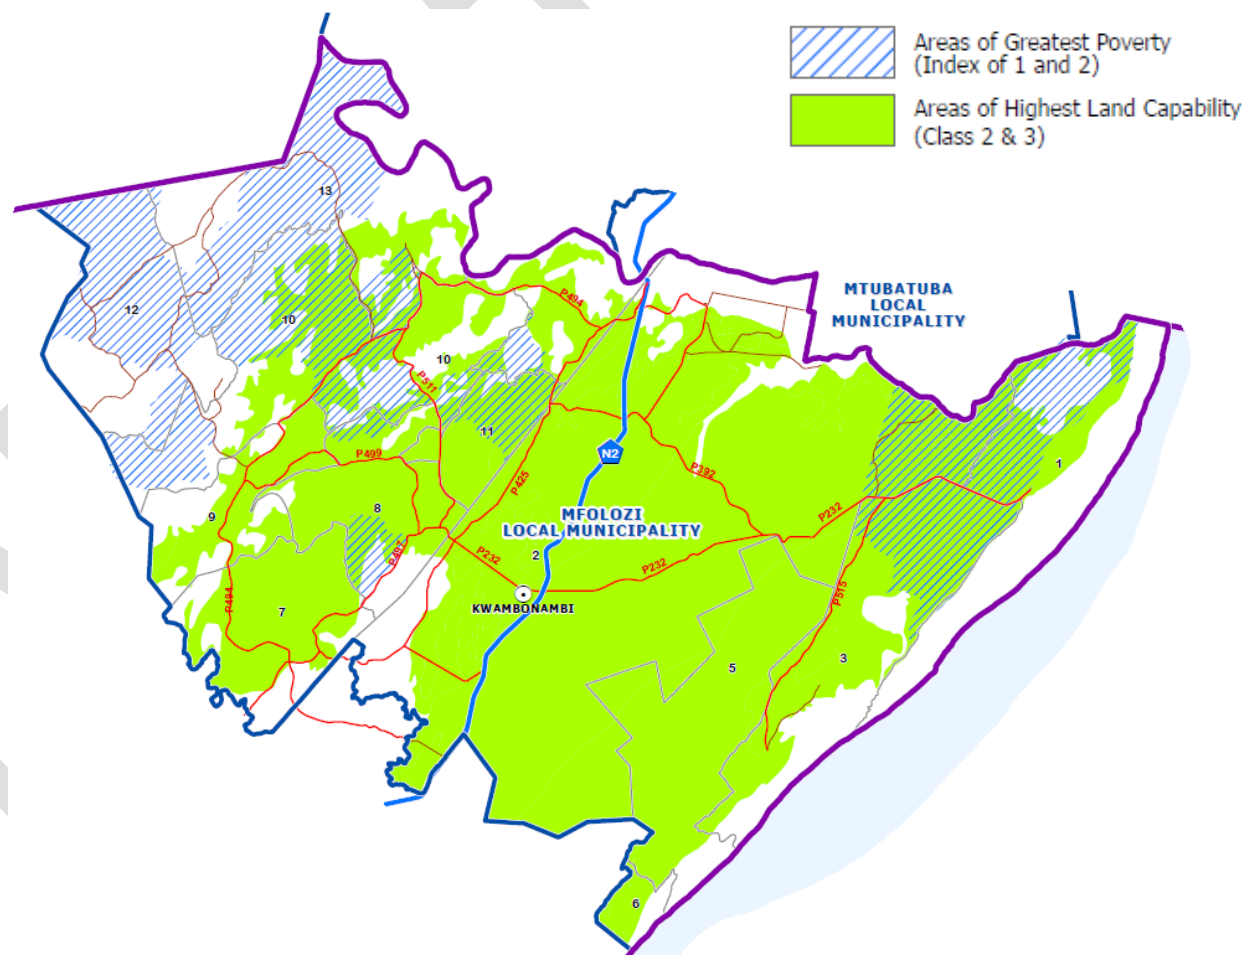 Areas of Greatest Poverty
(Index of 1 and 2)
Areas of Highest Land Capability
(Class 2 & 3)
13
MTUBATUBA
LOCAL
MUNICIPALITY
P494
12
10
10
P511
11
P499
N2
P392
1
P425
8
9
MFOLOZI
LOCAL MUNICIPALITY
P232
P497
P232
2
P232
KWAMBONAMBI
P494
P515
7
3
5
6